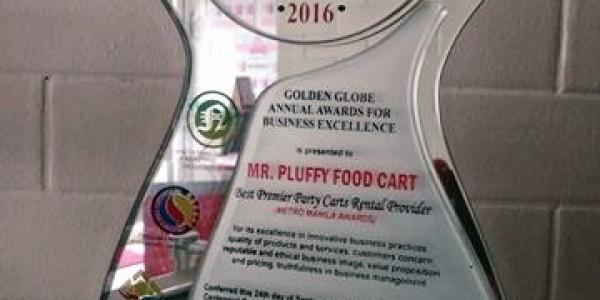 • 2016 •
GOLDEN GLOBE
ANNUAL AWARDS FOR
BUSINESS EXCELLENCE
is presented to
MR. PLUFFY FOOD CART
Best Premier Party Carts Rental Provider
(METRO MANILA AWARDS)
for its excellence in innovative business practices,
quality of products and services, customers concern,
reputable and ethical business image, value proposition
and pricing, truthfulness in business management
Conferred this 24th day of